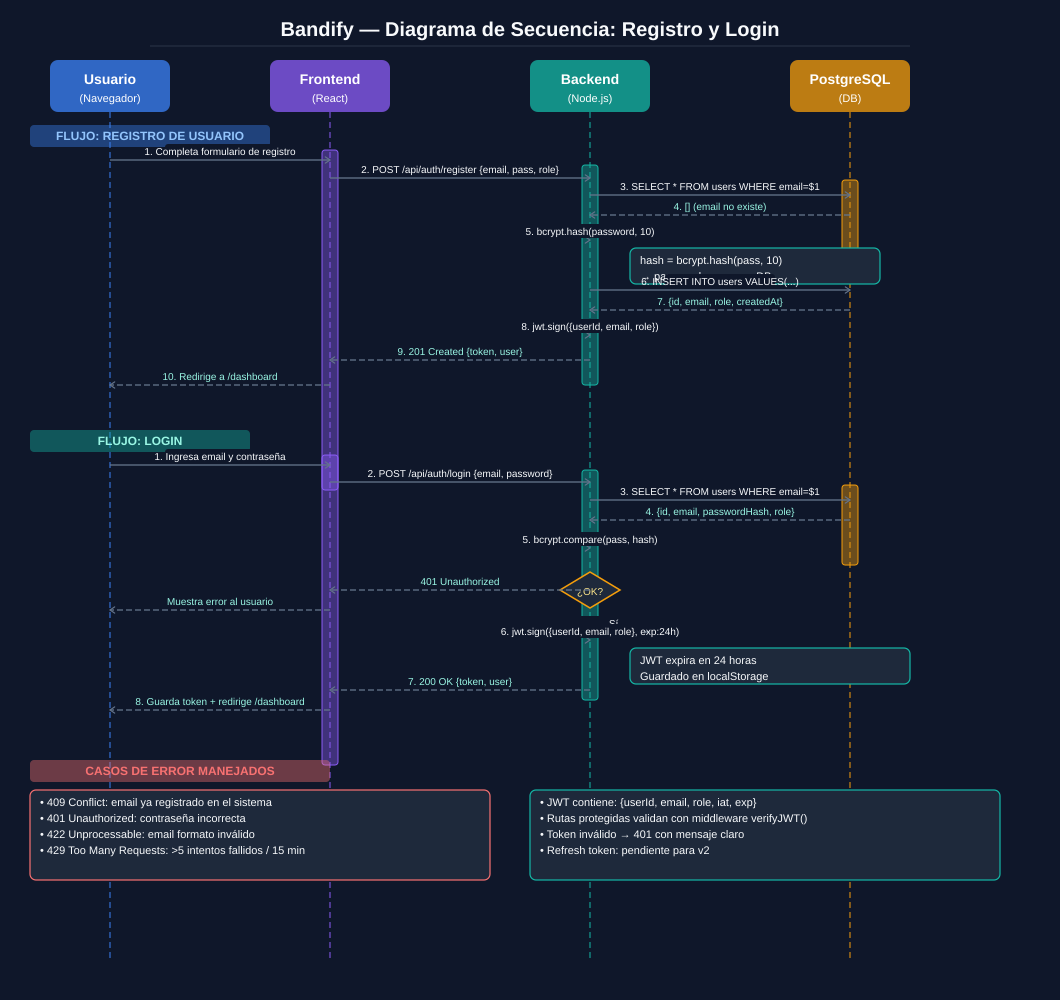 Bandify — Diagrama de Secuencia: Registro y Login
Usuario
(Navegador)
Frontend
(React)
Backend
(Node.js)
PostgreSQL
(DB)
FLUJO: REGISTRO DE USUARIO
1. Completa formulario de registro
2. POST /api/auth/register {email, pass, role}
3. SELECT * FROM users WHERE email=$1
4. [] (email no existe)
5. bcrypt.hash(password, 10)
hash = bcrypt.hash(pass, 10)
6. INSERT INTO users VALUES(...)
7. {id, email, role, createdAt}
8. jwt.sign({userId, email, role})
9. 201 Created {token, user}
10. Redirige a /dashboard
FLUJO: LOGIN
1. Ingresa email y contraseña
2. POST /api/auth/login {email, password}
3. SELECT * FROM users WHERE email=$1
4. {id, email, passwordHash, role}
5. bcrypt.compare(pass, hash)
¿OK?
401 Unauthorized
Muestra error al usuario
Sí
6. jwt.sign({userId, email, role}, exp:24h)
JWT expira en 24 horas
Guardado en localStorage
7. 200 OK {token, user}
8. Guarda token + redirige /dashboard
CASOS DE ERROR MANEJADOS
• 409 Conflict: email ya registrado en el sistema
• 401 Unauthorized: contraseña incorrecta
• 422 Unprocessable: email formato inválido
• 429 Too Many Requests: >5 intentos fallidos / 15 min
• JWT contiene: {userId, email, role, iat, exp}
• Rutas protegidas validan con middleware verifyJWT()
• Token inválido → 401 con mensaje claro
• Refresh token: pendiente para v2